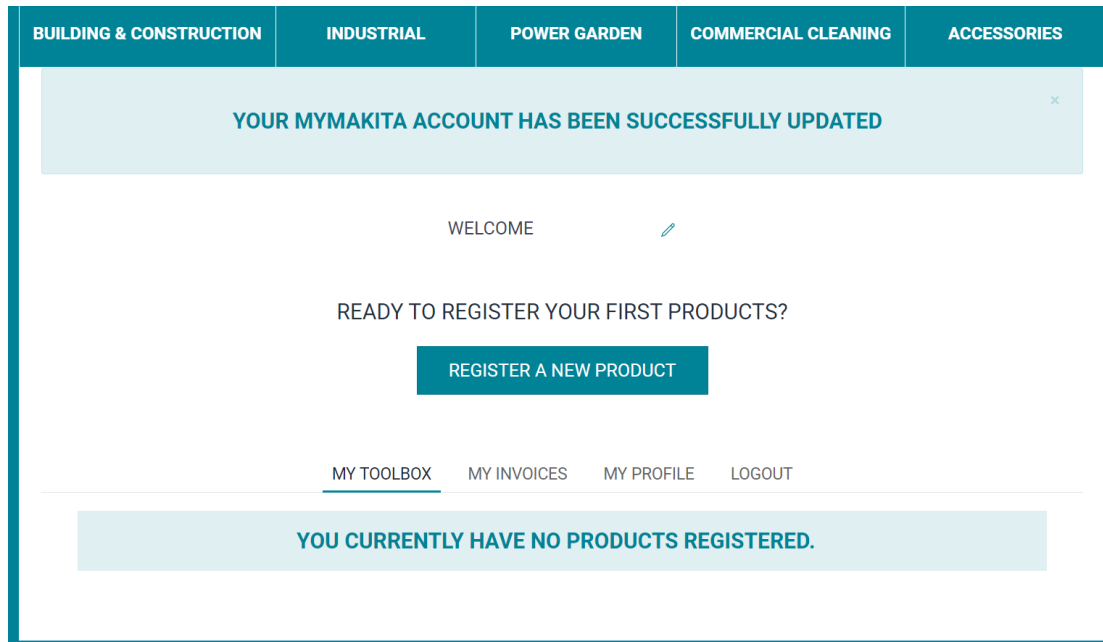 BUILDING & CONSTRUCTION INDUSTRIAL POWER GARDEN COMMERCIAL CLEANING ACCESSORIES
YOUR MYMAKITA ACCOUNT HAS BEEN SUCCESSFULLY UPDATED ×
WELCOME
READY TO REGISTER YOUR FIRST PRODUCTS?
REGISTER A NEW PRODUCT
MY TOOLBOX MY INVOICES MY PROFILE LOGOUT
YOU CURRENTLY HAVE NO PRODUCTS REGISTERED.